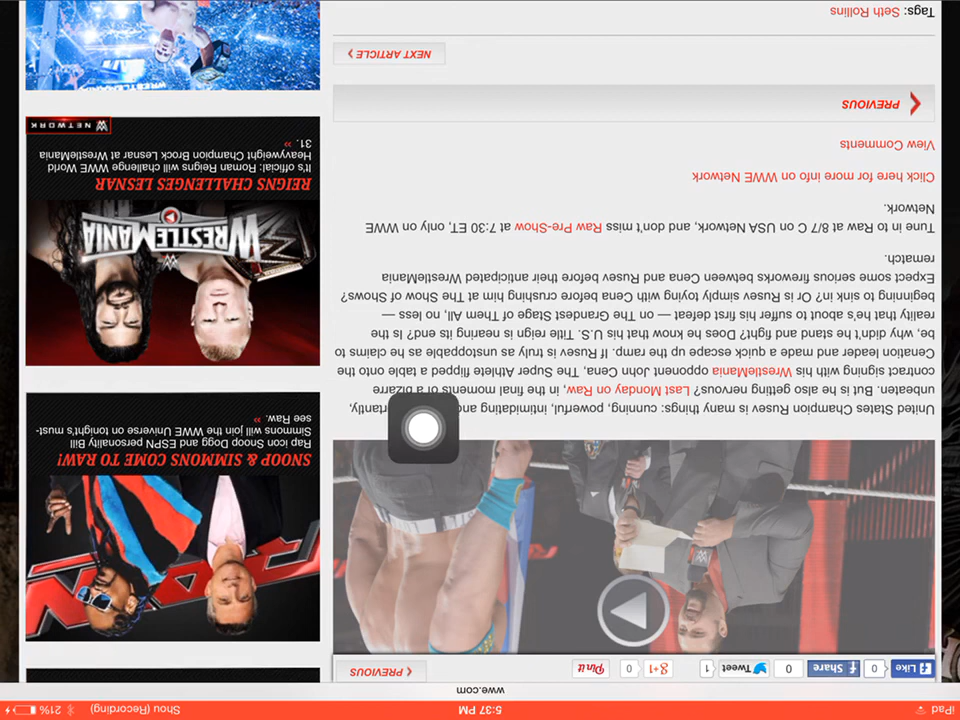 iPad
5:37 PM
Shou (Recording)
21%
www.wwe.com
Like
0
Share
0
Tweet
1
g+1
0
Pin it
PREVIOUS
United States Champion Rusev is many things: cunning, powerful, intimidating and
ortantly,
unbeaten. But is he also getting nervous? Last Monday on Raw, in the final moments of a bizarre
contract signing with his WrestleMania opponent John Cena, The Super Athlete flipped a table onto the
Cenation leader and made a quick escape up the ramp. If Rusev is truly as unstoppable as he claims to
be, why didn't he stand and fight? Does he know that his U.S. Title reign is nearing its end? Is the
reality that he's about to suffer his first defeat — on The Grandest Stage of Them All, no less —
beginning to sink in? Or is Rusev simply toying with Cena before crushing him at The Show of Shows?
Expect some serious fireworks between Cena and Rusev before their anticipated WrestleMania
rematch.
Tune in to Raw at 8/7 C on USA Network, and don't miss Raw Pre-Show at 7:30 ET, only on WWE
Network.
Click here for more info on WWE Network
View Comments
PREVIOUS
NEXT ARTICLE
Tags: Seth Rollins
SNOOP & SIMMONS COME TO RAW!
Rap icon Snoop Dogg and ESPN personality Bill
Simmons will join the WWE Universe on tonight's must-
see Raw. »
WRESTLEMANIA
REIGNS CHALLENGES LESNAR
It's official: Roman Reigns will challenge WWE World
Heavyweight Champion Brock Lesnar at WrestleMania
31. »
NETWORK